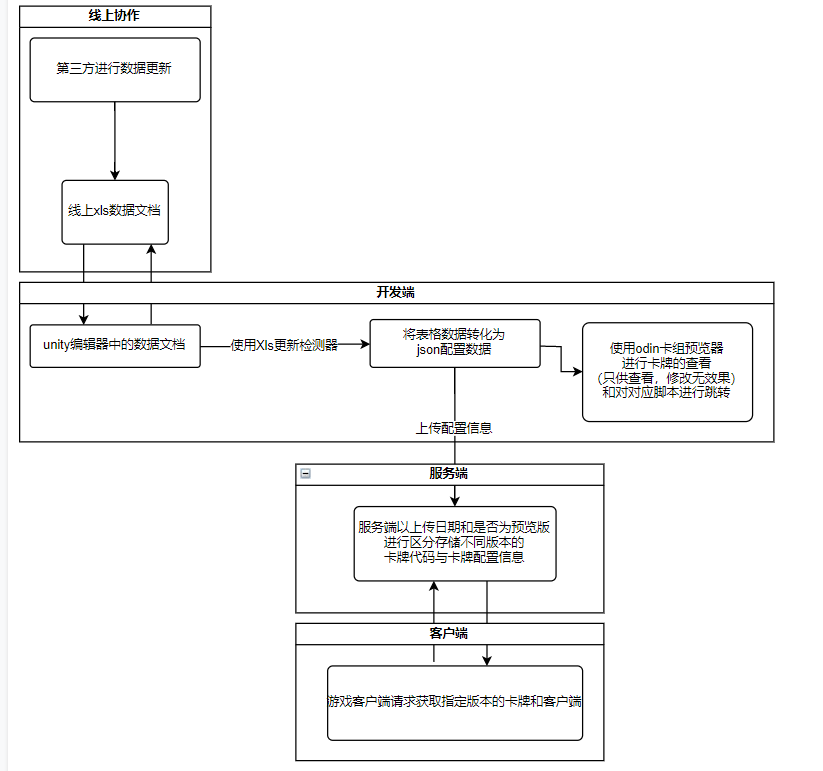 线上协作
第三方进行数据更新
线上xls数据文档
开发端
unity编辑器中的数据文档
使用Xls更新检测器
将表格数据转化为
json配置数据
使用odin卡组预览器
进行卡牌的查看
（只供查看，修改无效果）
和对对应脚本进行跳转
上传配置信息
服务端
服务端以上传日期和是否为预览版
进行区分存储不同版本的
卡牌代码与卡牌配置信息
客户端
游戏客户端请求获取指定版本的卡牌和客户端